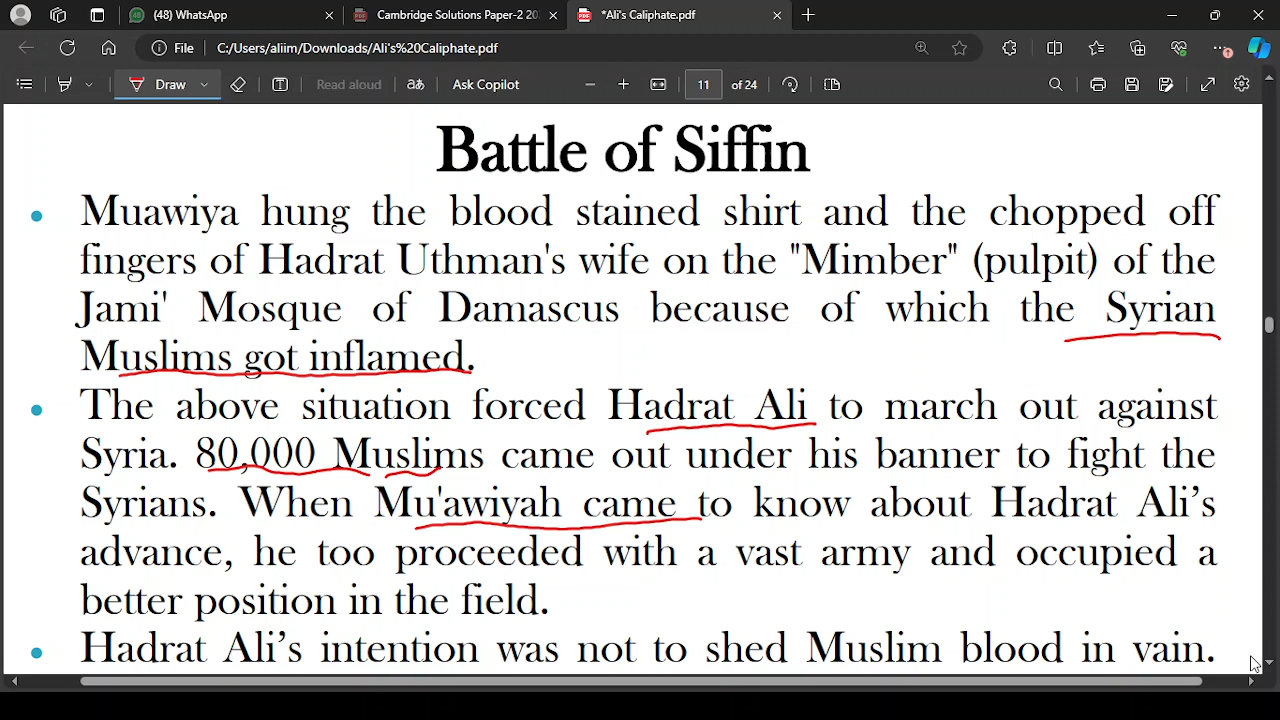 (48) WhatsApp
Cambridge Solutions Paper-2 202
*Ali's Caliphate.pdf
File
C:/Users/aliim/Downloads/Ali's%20Caliphate.pdf
Draw
Read aloud
aあ
Ask Copilot
11 of 24
Battle of Siffin
• Muawiya hung the blood stained shirt and the chopped off
fingers of Hadrat Uthman's wife on the "Mimber" (pulpit) of the
Jami' Mosque of Damascus because of which the Syrian
Muslims got inflamed.
• The above situation forced Hadrat Ali to march out against
Syria. 80,000 Muslims came out under his banner to fight the
Syrians. When Mu'awiyah came to know about Hadrat Ali’s
advance, he too proceeded with a vast army and occupied a
better position in the field.
• Hadrat Ali’s intention was not to shed Muslim blood in vain.